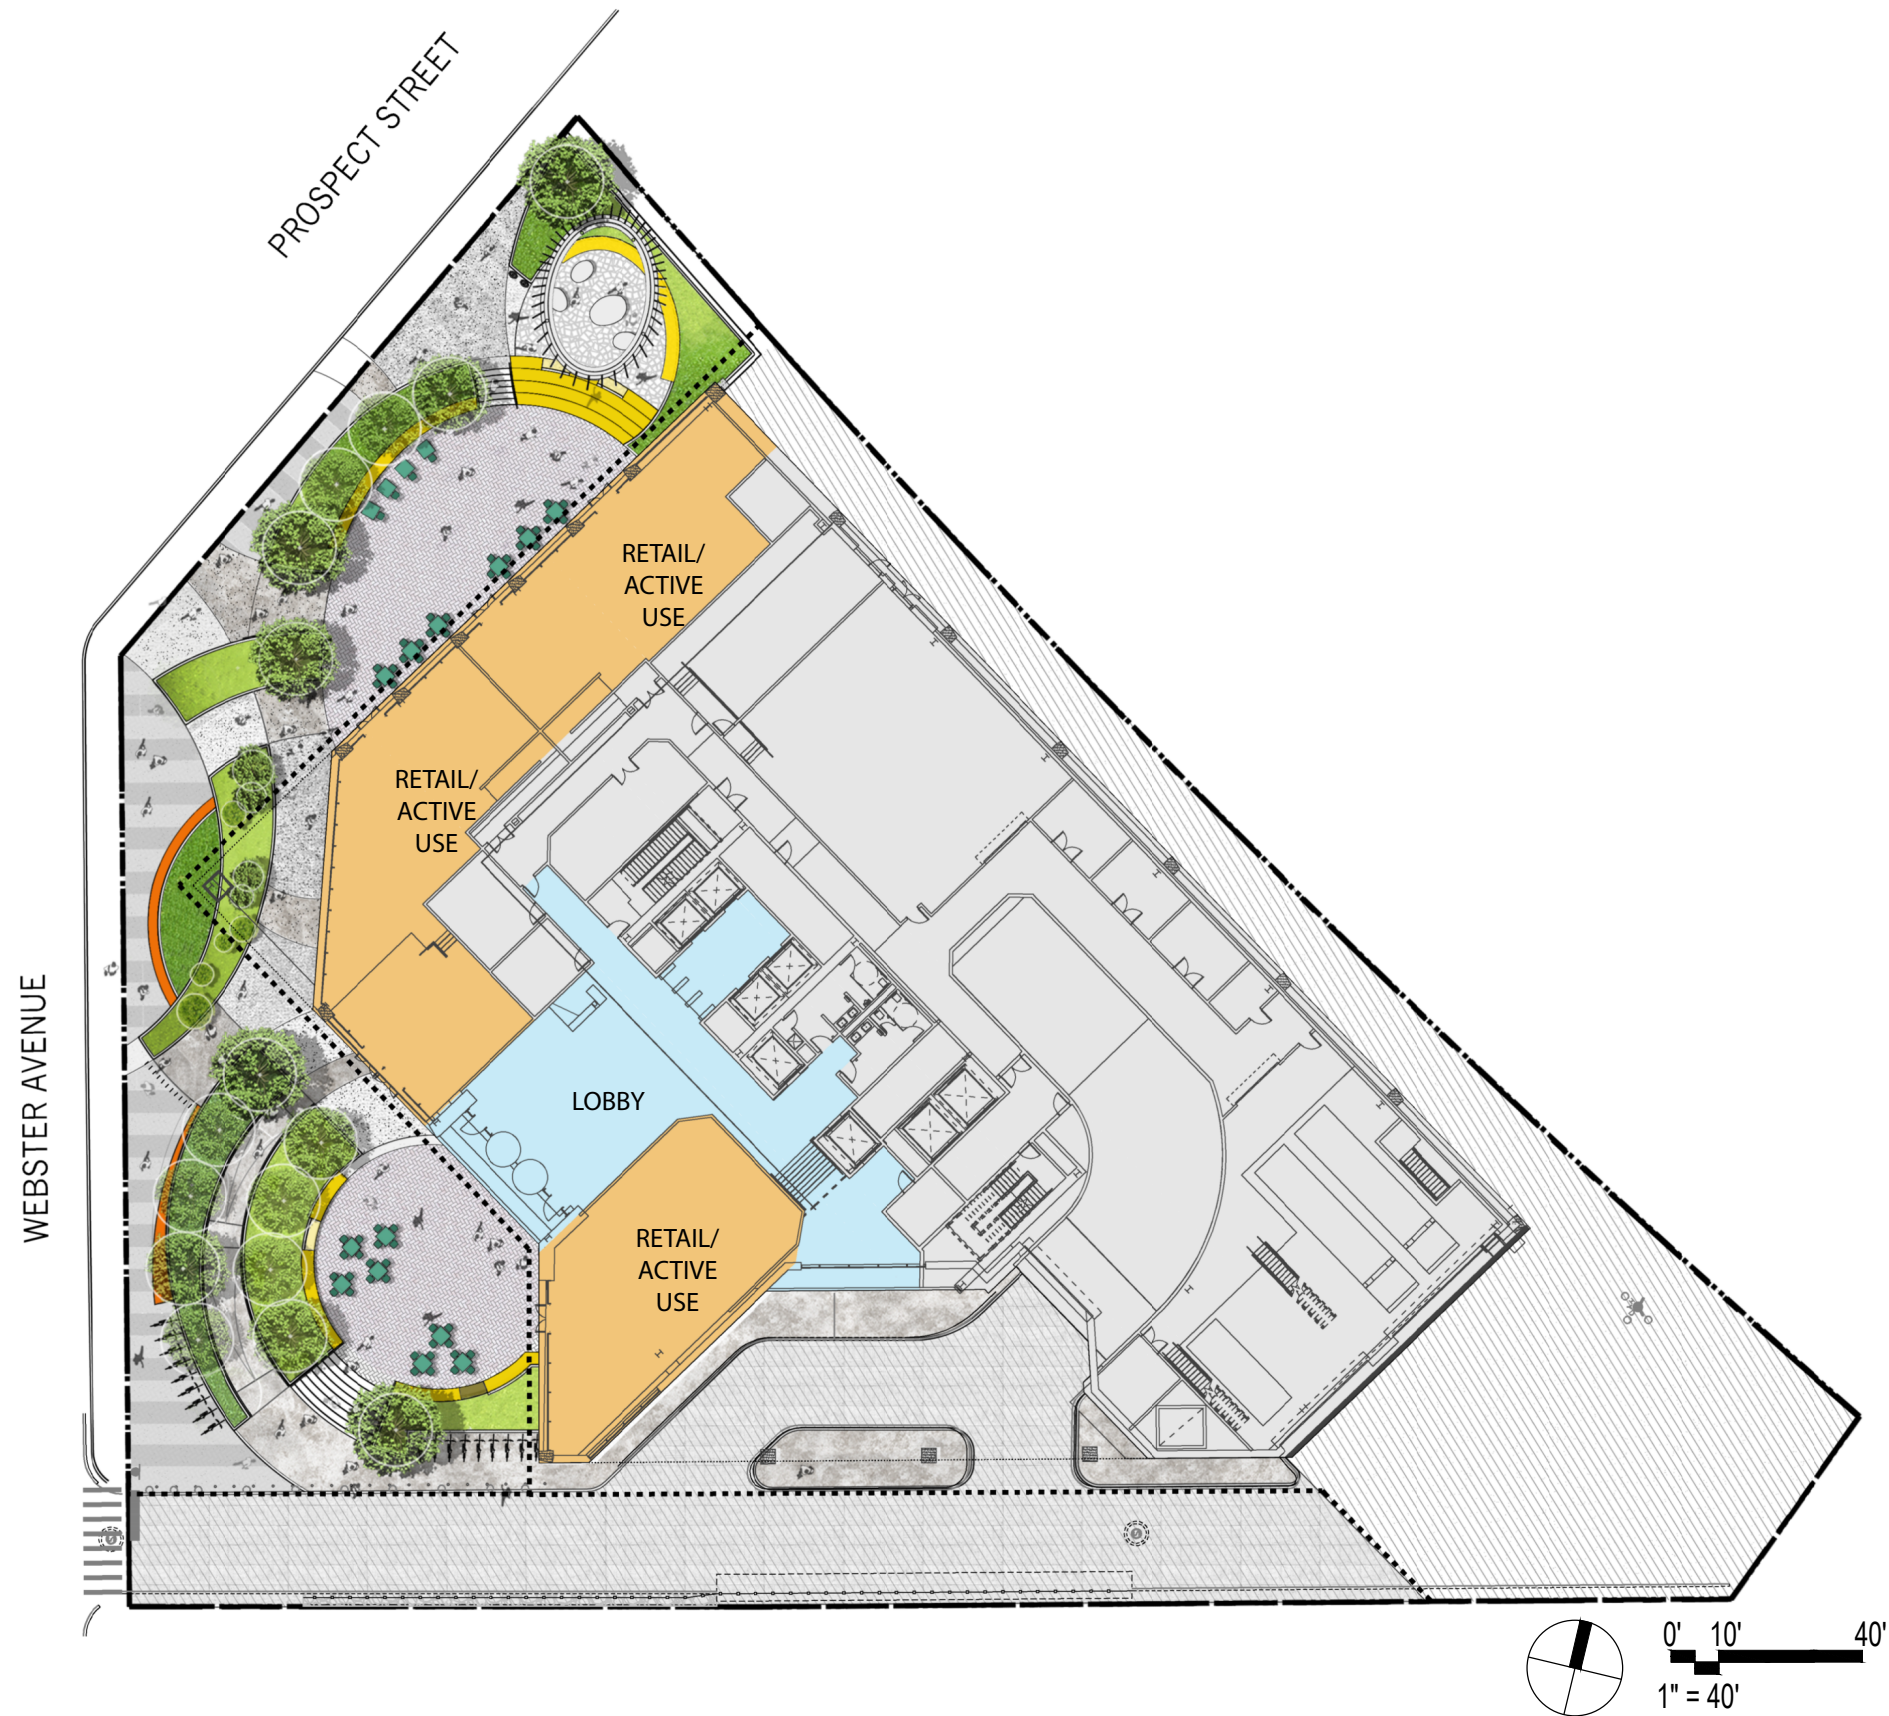 PROSPECT STREET
RETAIL/
ACTIVE
USE
RETAIL/
ACTIVE
USE
WEBSTER AVENUE
LOBBY
RETAIL/
ACTIVE
USE
0' 10' 40'
1" = 40'